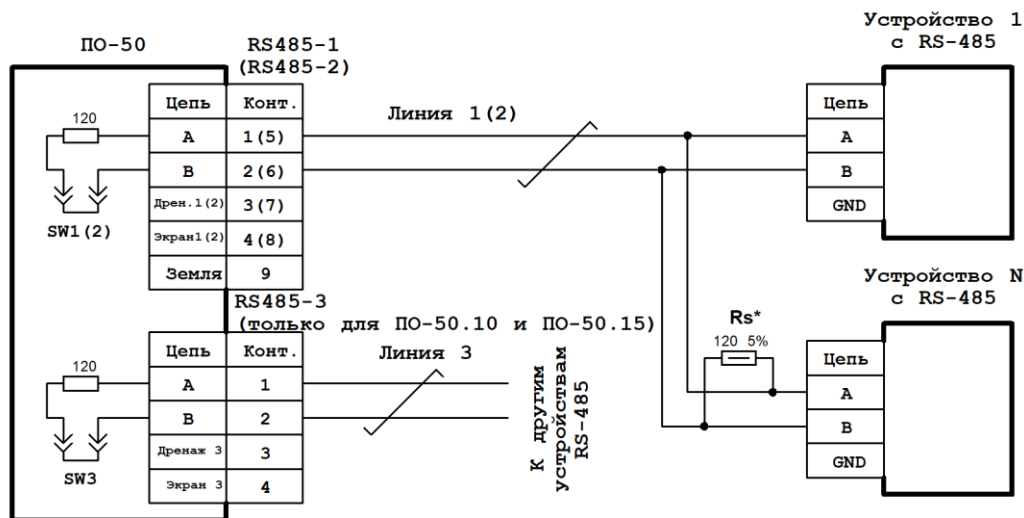 ПО-50
RS485-1
(RS485-2)
Цепь Конт.
120
A 1(5)
B 2(6)
Дрен.1(2) 3(7)
Экран1(2) 4(8)
Земля 9
SW1(2)
Линия 1(2)
Устройство 1
с RS-485
Цепь
A
B
GND
RS485-3
(только для ПО-50.10 и ПО-50.15)
Цепь Конт.
120
A 1
B 2
Дренаж 3 3
Экран 3 4
SW3
Линия 3
К другим
устройствам
RS-485
Rs*
120 5%
Устройство N
с RS-485
Цепь
A
B
GND